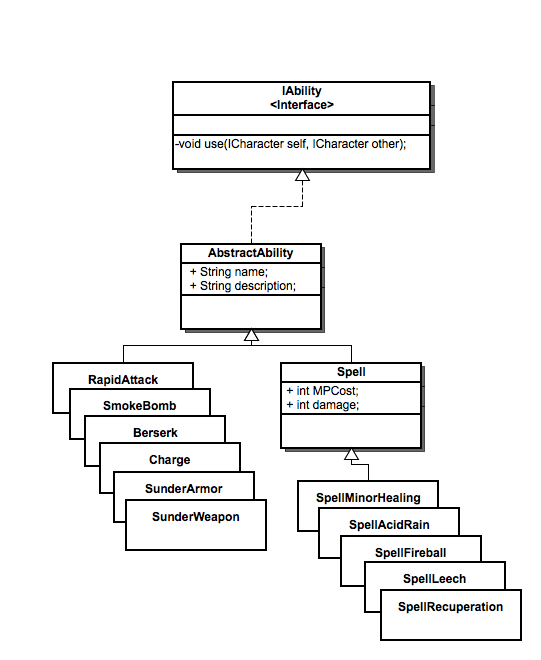 IAbility
<Interface>
-void use(ICharacter self, ICharacter other);
AbstractAbility
+ String name;
+ String description;
RapidAttack
SmokeBomb
Berserk
Charge
SunderArmor
SunderWeapon
Spell
+ int MPCost;
+ int damage;
SpellMinorHealing
SpellAcidRain
SpellFireball
SpellLeech
SpellRecuperation